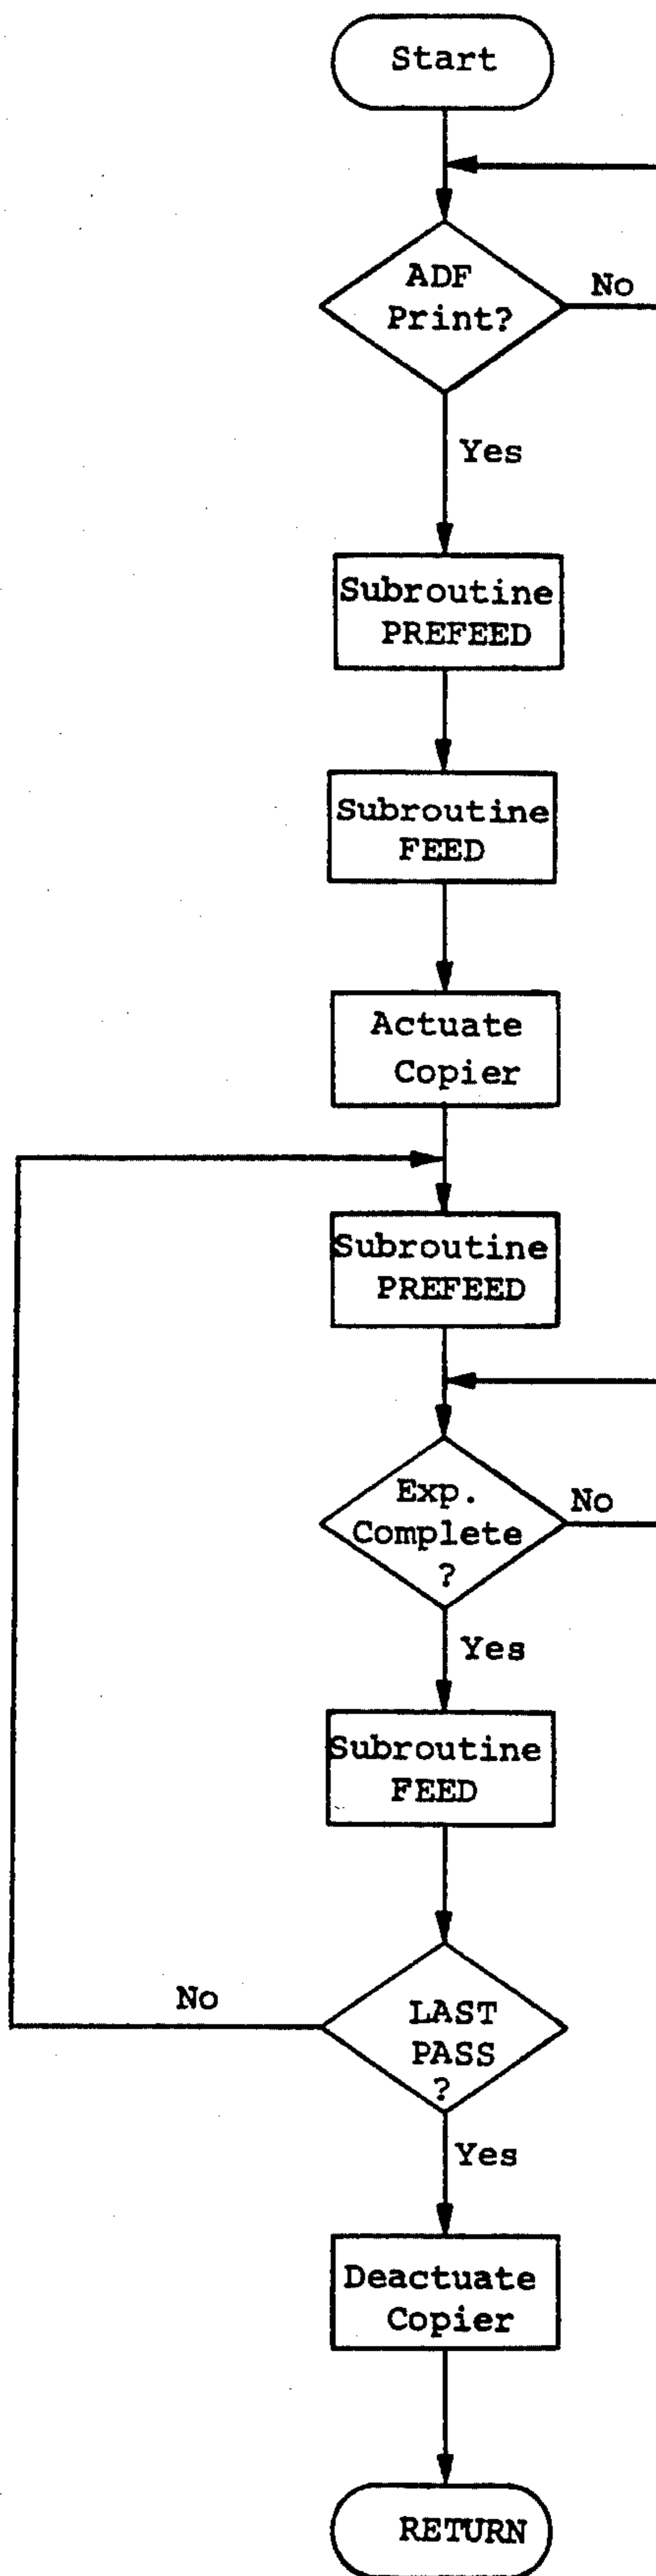 Start
ADF
Print?
No
Yes
Subroutine
PREFEED
Subroutine
FEED
Actuate
Copier
Subroutine
PREFEED
Exp.
Complete
?
No
Yes
Subroutine
FEED
No
LAST
PASS
?
Yes
Deactuate
Copier
RETURN